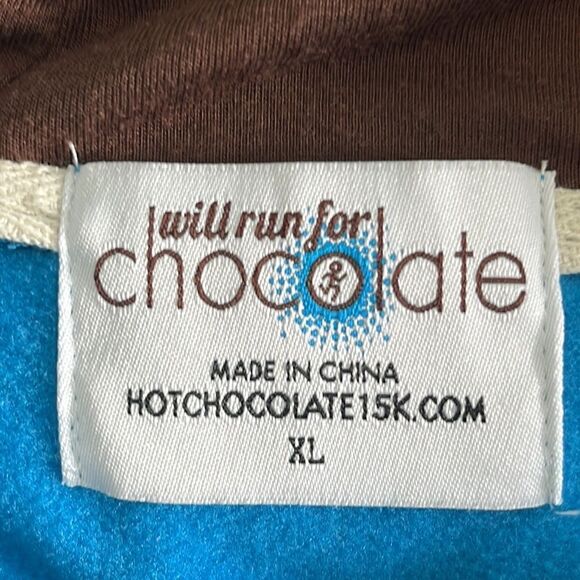 will run for
chocolate
MADE IN CHINA
HOTCHOCOLATE15K.COM
XL